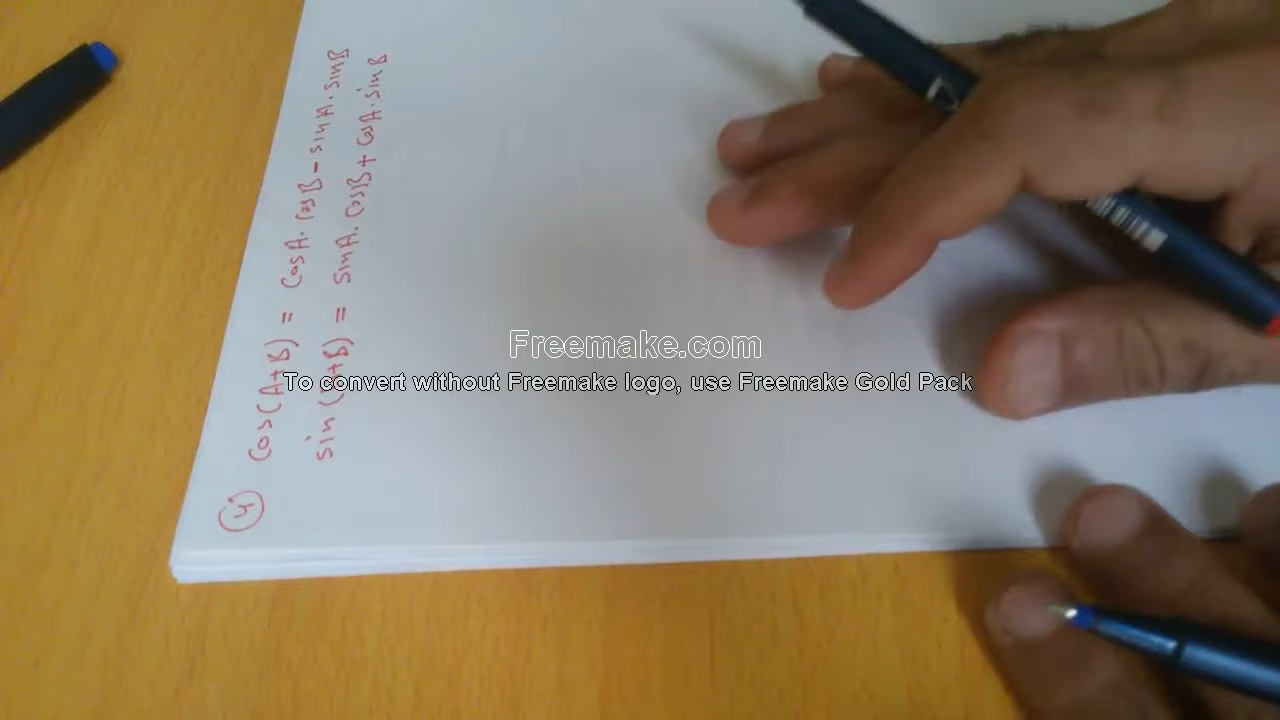 ④ cos(A+B) = cosA. cosB - sinA. sinB
sin(A+B) = sinA. cosB + cosA. sinB
Freemake.com
To convert without Freemake logo, use Freemake Gold Pack